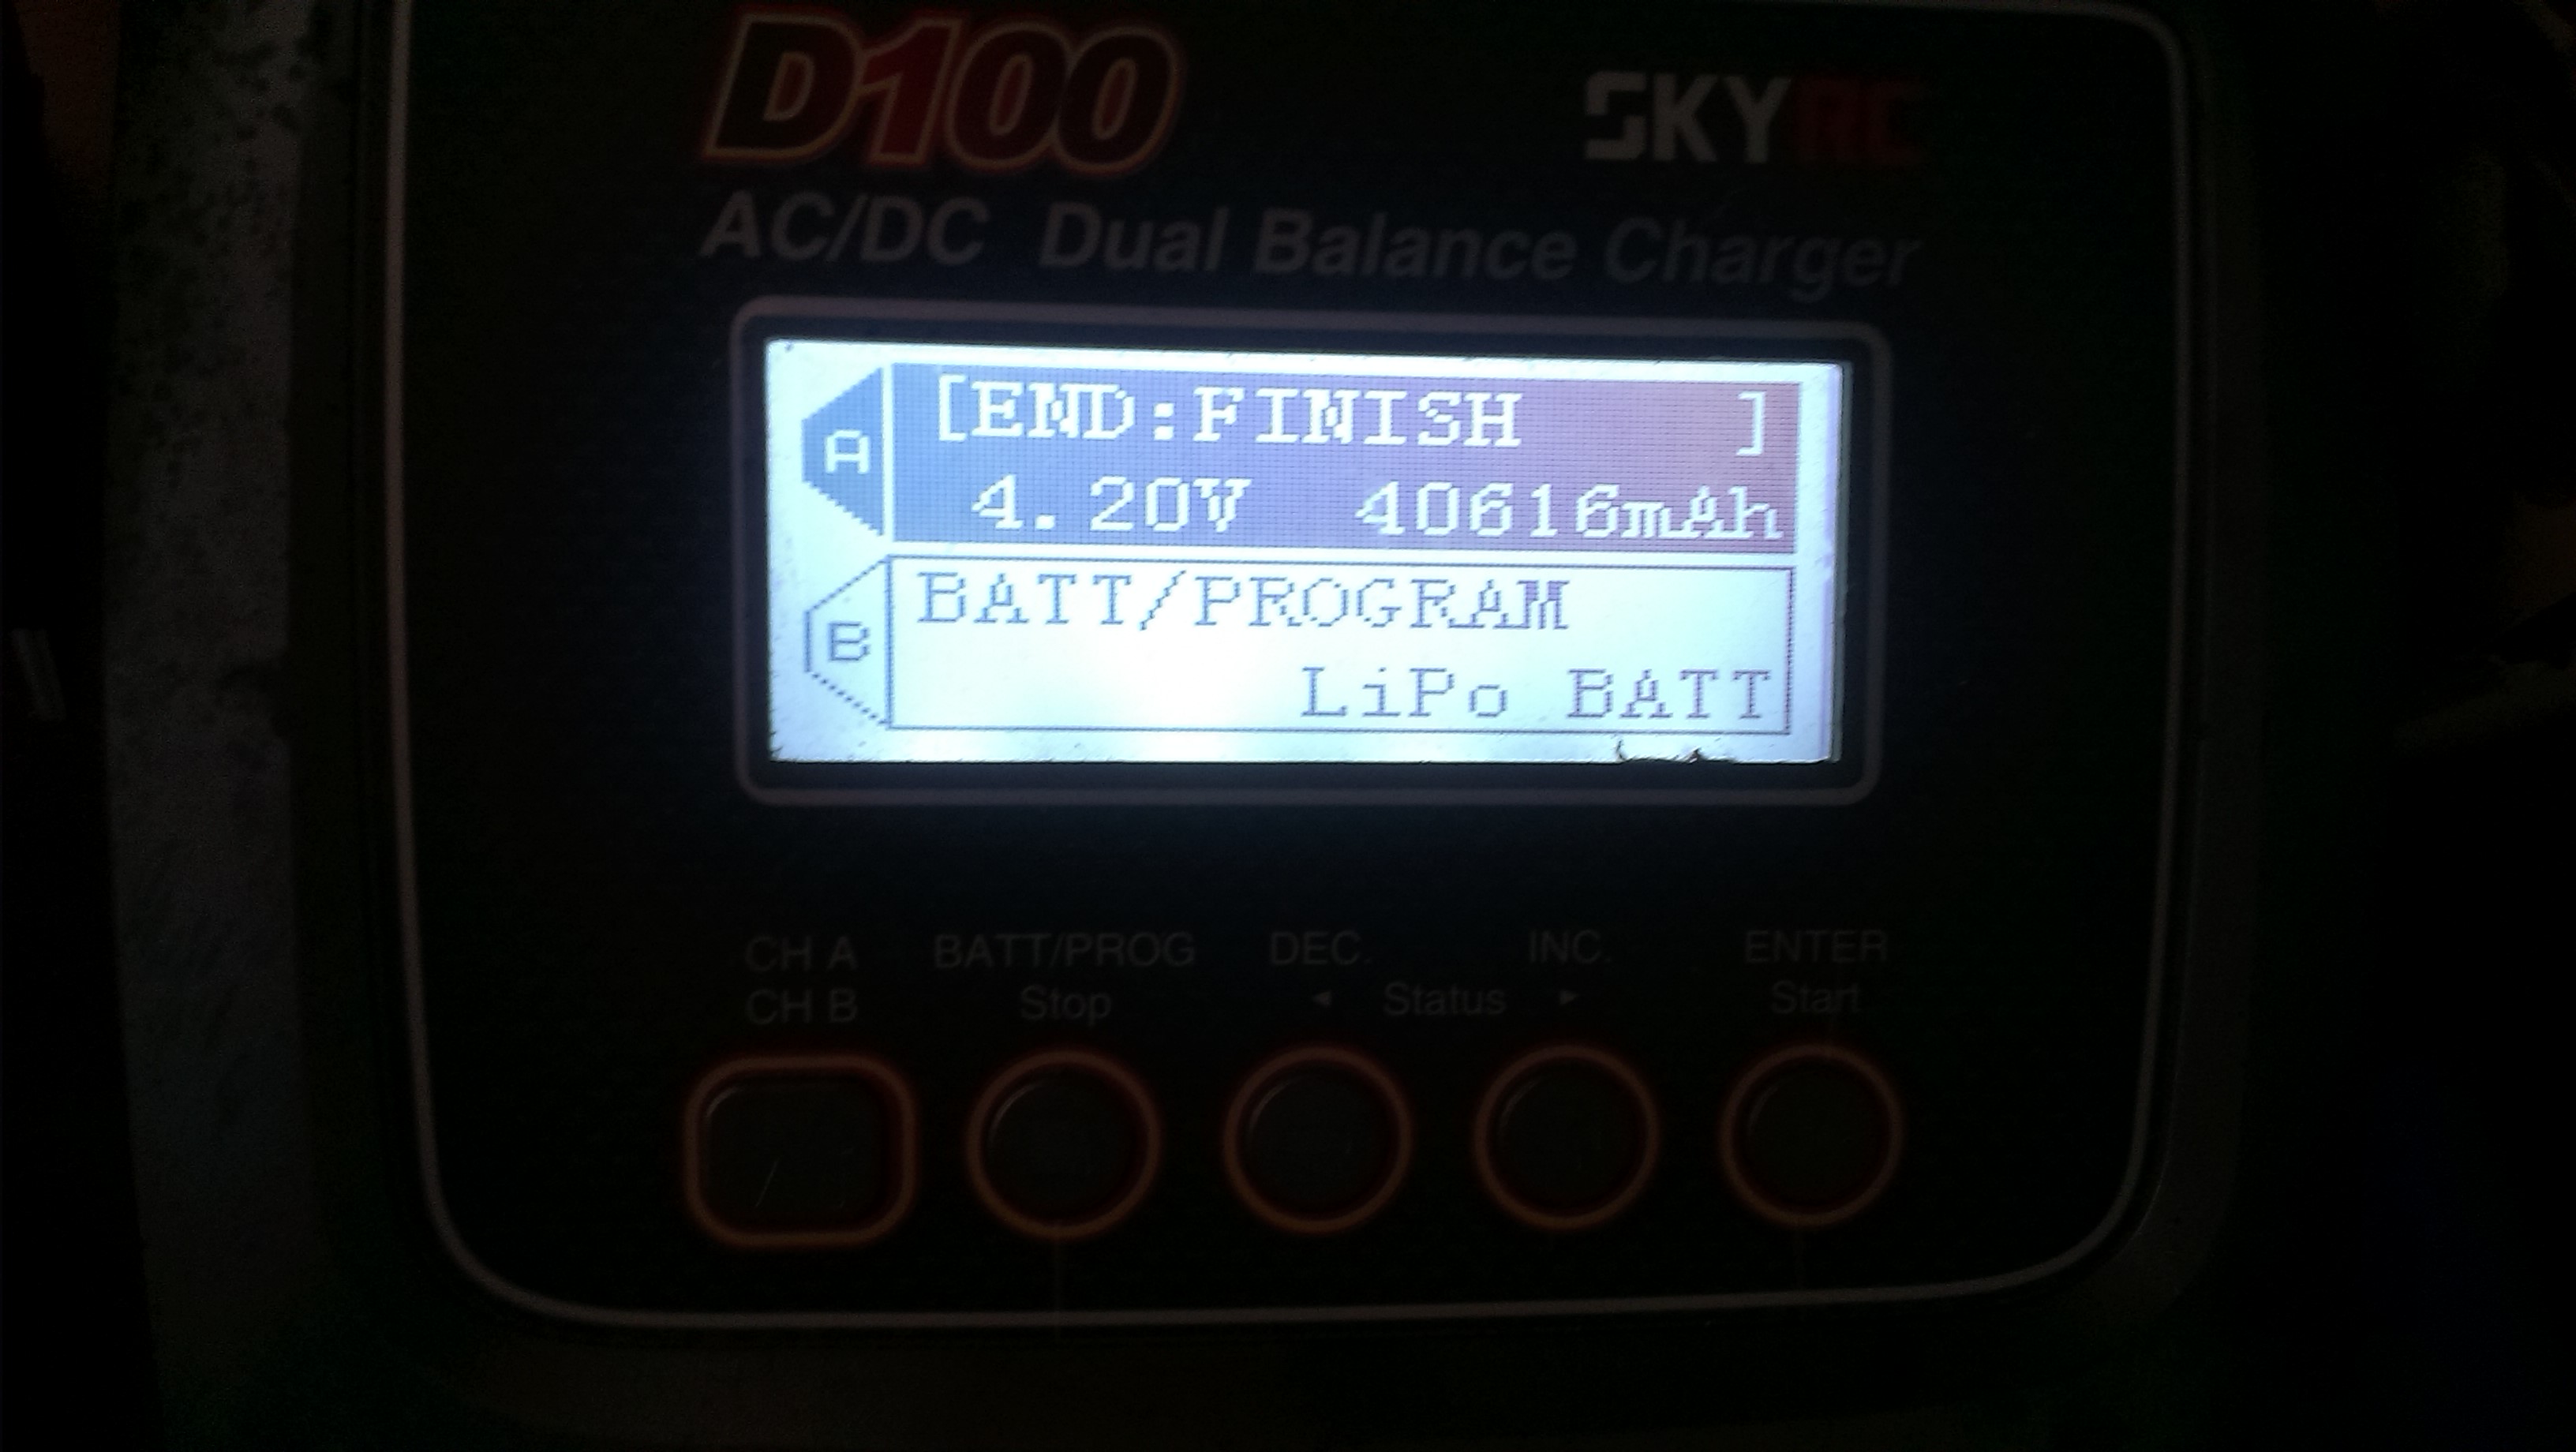 D100
SKYRC
AC/DC Dual Balance Charger
A
[END:FINISH ]
4.20V 40616mAh
B
BATT/PROGRAM
LiPo BATT
CH A BATT/PROG DEC. INC. ENTER
CH B Stop ◄ Status ► Start